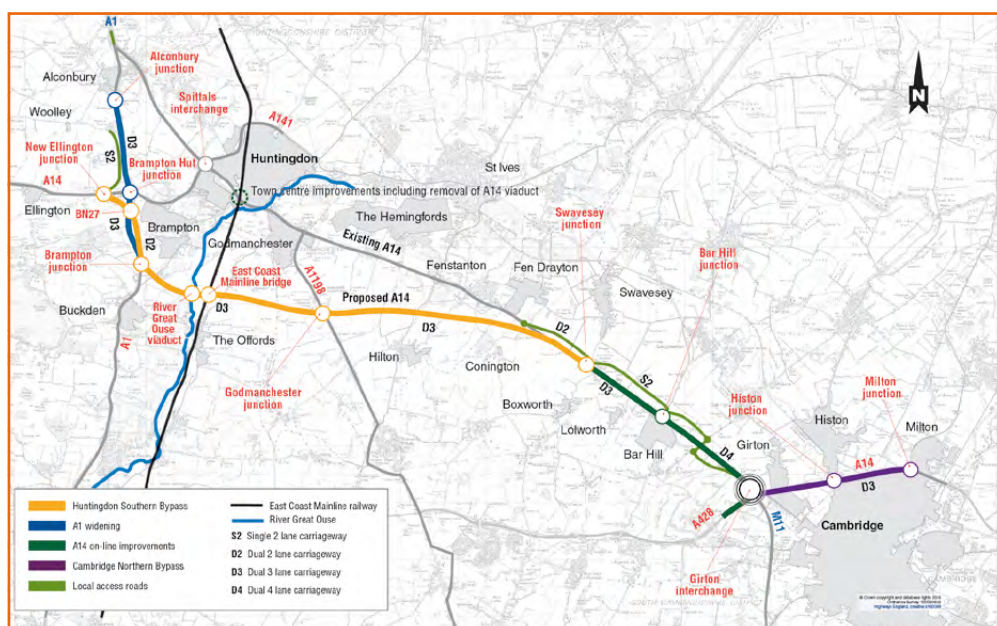 A1
HUNTINGDONSHIRE DISTRICT
Alconbury
junction
Alconbury
Spittals
interchange
Woolley
A141
D3
S2
New Ellington
junction
Brampton Hut
junction
Huntingdon
St Ives
A14
Town centre improvements including removal of A14 viaduct
Ellington
BN27
Brampton
The Hemingfords
Swavesey
junction
D3
D2
Godmanchester
Existing A14
Bar Hill
junction
Brampton
junction
East Coast
Mainline bridge
A1198
Fenstanton
Fen Drayton
Swavesey
Buckden
River
Great
Ouse
viaduct
D3
Proposed A14
D3
D2
A1
The Offords
Hilton
Conington
S2
D3
Milton
junction
Godmanchester
junction
Boxworth
Histon
junction
Lolworth
Histon
Milton
Girton
D4
Bar Hill
A14
D3
A428
M11
Cambridge
Girton
interchange
CAMBRIDGE
SOUTH CAMBRIDGESHIRE DISTRICT
N
Huntingdon Southern Bypass
A1 widening
A14 on-line improvements
Cambridge Northern Bypass
Local access roads
East Coast Mainline railway
River Great Ouse
S2 Single 2 lane carriageway
D2 Dual 2 lane carriageway
D3 Dual 3 lane carriageway
D4 Dual 4 lane carriageway